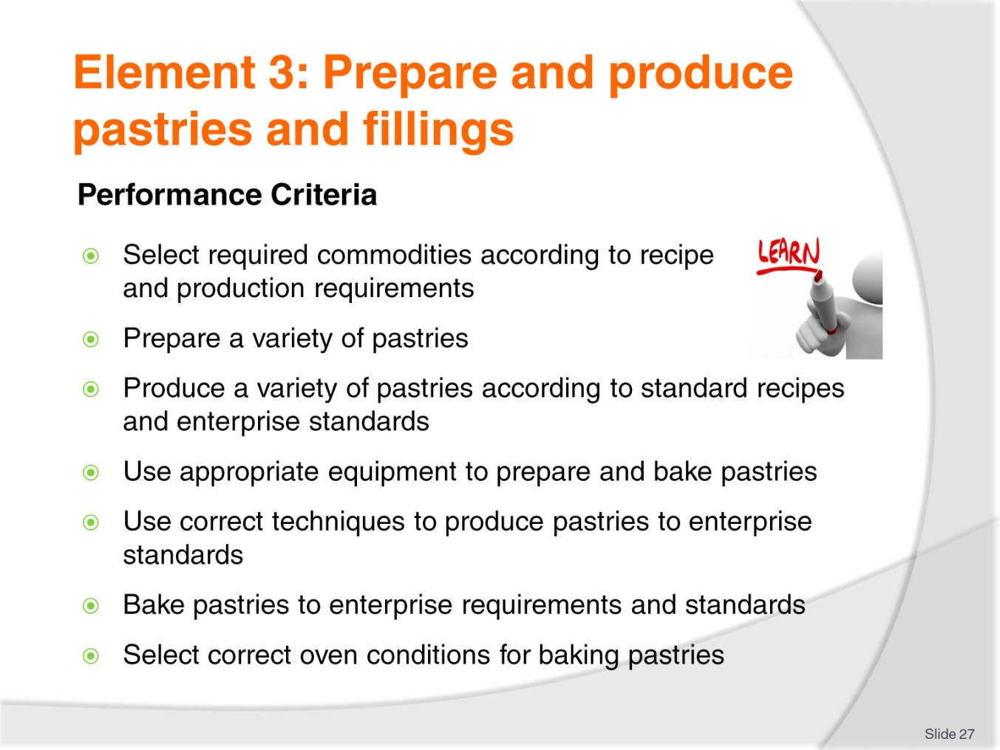 Element 3: Prepare and produce
pastries and fillings
Performance Criteria
Select required commodities according to recipe
and production requirements
LEARN
Prepare a variety of pastries
Produce a variety of pastries according to standard recipes
and enterprise standards
Use appropriate equipment to prepare and bake pastries
Use correct techniques to produce pastries to enterprise
standards
Bake pastries to enterprise requirements and standards
Select correct oven conditions for baking pastries
Slide 27